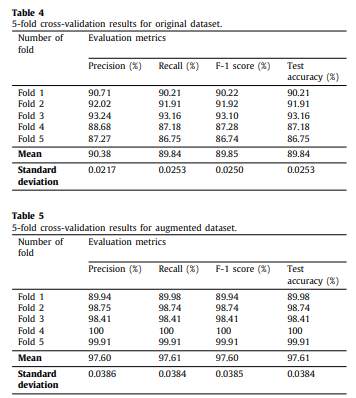 Table 4
5-fold cross-validation results for original dataset.
Number of fold Evaluation metrics
Precision (%) Recall (%) F-1 score (%) Test accuracy (%)
Fold 1 90.71 90.21 90.22 90.21
Fold 2 92.02 91.91 91.92 91.91
Fold 3 93.24 93.16 93.10 93.16
Fold 4 88.68 87.18 87.28 87.18
Fold 5 87.27 86.75 86.74 86.75
Mean 90.38 89.84 89.85 89.84
Standard deviation 0.0217 0.0253 0.0250 0.0253
Table 5
5-fold cross-validation results for augmented dataset.
Number of fold Evaluation metrics
Precision (%) Recall (%) F-1 score (%) Test accuracy (%)
Fold 1 89.94 89.98 89.94 89.98
Fold 2 98.75 98.74 98.74 98.74
Fold 3 98.41 98.41 98.41 98.41
Fold 4 100 100 100 100
Fold 5 99.91 99.91 99.91 99.91
Mean 97.60 97.61 97.60 97.61
Standard deviation 0.0386 0.0384 0.0385 0.0384